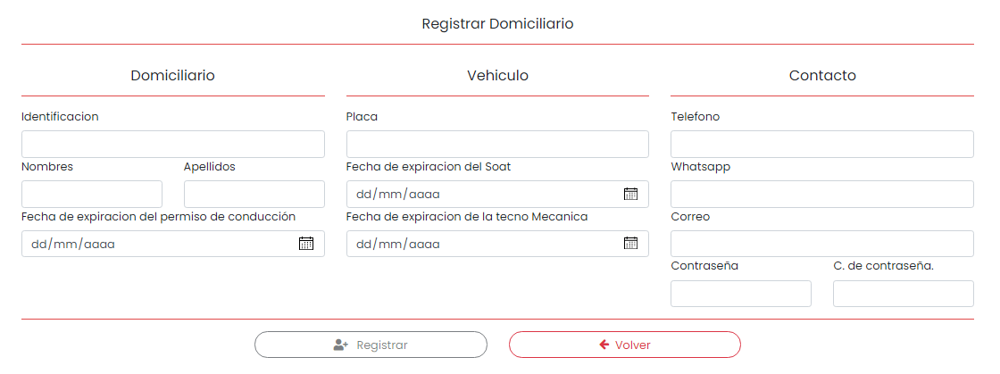 Registrar Domiciliario
Domiciliario
Identificacion
Nombres Apellidos
Fecha de expiracion del permiso de conducción
dd/mm/aaaa
Vehiculo
Placa
Fecha de expiracion del Soat
dd/mm/aaaa
Fecha de expiracion de la tecno Mecanica
dd/mm/aaaa
Contacto
Telefono
Whatsapp
Correo
Contraseña C. de contraseña.
Registrar Volver